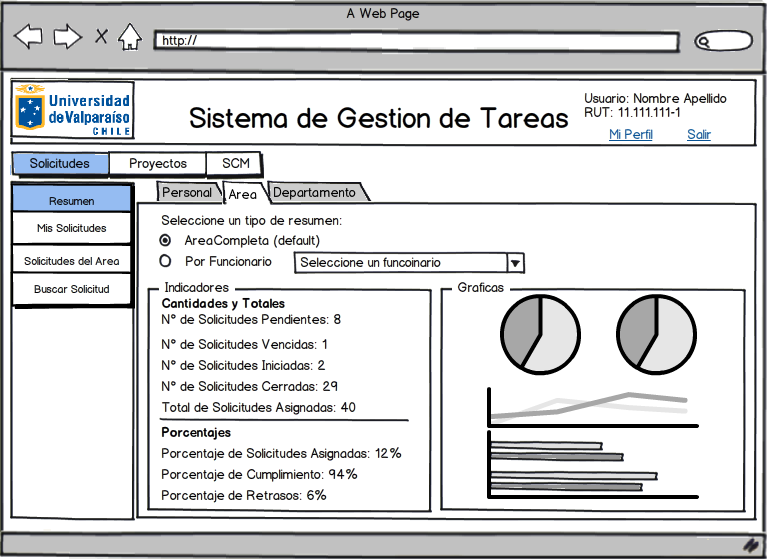 A Web Page
http://
Universidad
de Valparaíso
CHILE
Sistema de Gestion de Tareas
Usuario: Nombre Apellido
RUT: 11.111.111-1
Mi Perfil Salir
Solicitudes Proyectos SCM
Resumen
Mis Solicitudes
Solicitudes del Area
Buscar Solicitud
Personal Area Departamento
Seleccione un tipo de resumen:
AreaCompleta (default)
Por Funcionario Seleccione un funcoinario
Indicadores
Cantidades y Totales
N° de Solicitudes Pendientes: 8
N° de Solicitudes Vencidas: 1
N° de Solicitudes Iniciadas: 2
N° de Solicitudes Cerradas: 29
Total de Solicitudes Asignadas: 40
Porcentajes
Porcentaje de Solicitudes Asignadas: 12%
Porcentaje de Cumplimiento: 94%
Porcentaje de Retrasos: 6%
Graficas